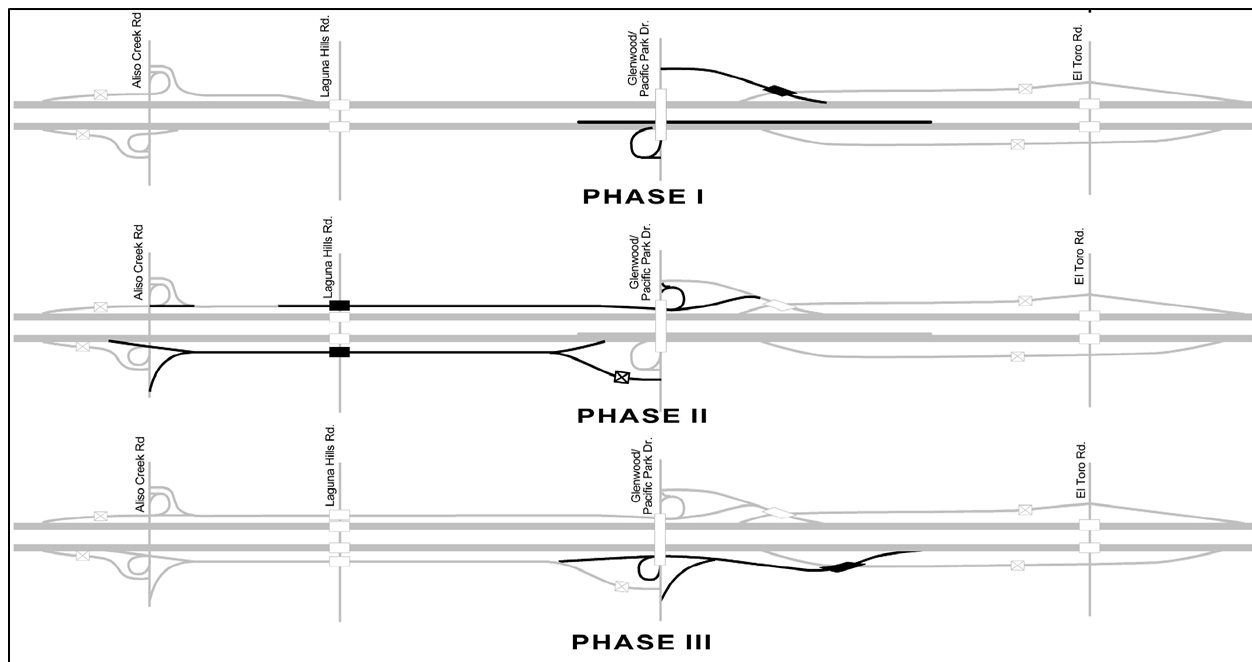 Aliso Creek Rd
Laguna Hills Rd.
Glenwood/
Pacific Park Dr.
El Toro Rd.
PHASE I
Aliso Creek Rd
Laguna Hills Rd.
Glenwood/
Pacific Park Dr.
El Toro Rd.
PHASE II
Aliso Creek Rd
Laguna Hills Rd.
Glenwood/
Pacific Park Dr.
El Toro Rd.
PHASE III